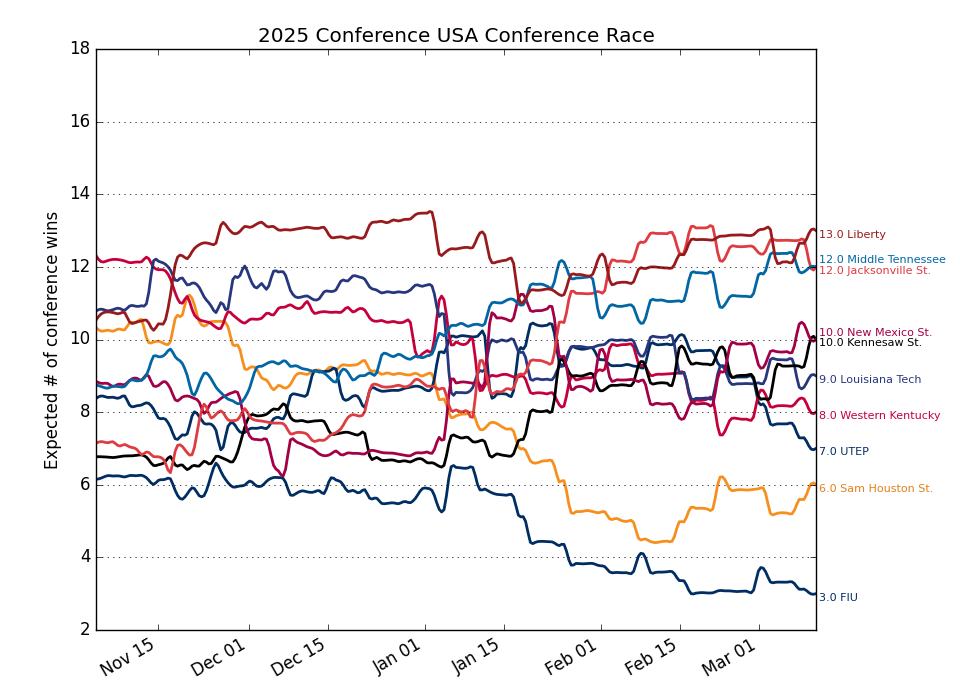 2025 Conference USA Conference Race
Expected # of conference wins
18
16
14
12
10
8
6
4
2
Nov 15
Dec 01
Dec 15
Jan 01
Jan 15
Feb 01
Feb 15
Mar 01
13.0 Liberty
12.0 Middle Tennessee
12.0 Jacksonville St.
10.0 New Mexico St.
10.0 Kennesaw St.
9.0 Louisiana Tech
8.0 Western Kentucky
7.0 UTEP
6.0 Sam Houston St.
3.0 FIU